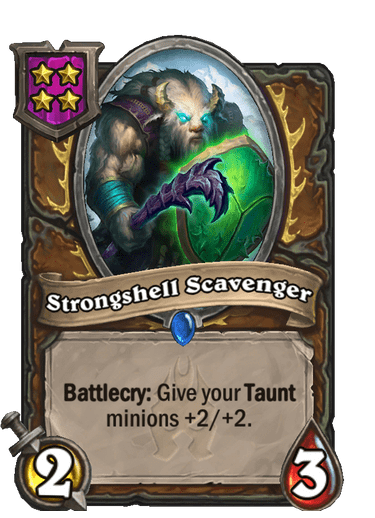 Strongshell Scavenger
Battlecry: Give your Taunt
minions +2/+2.
2
3